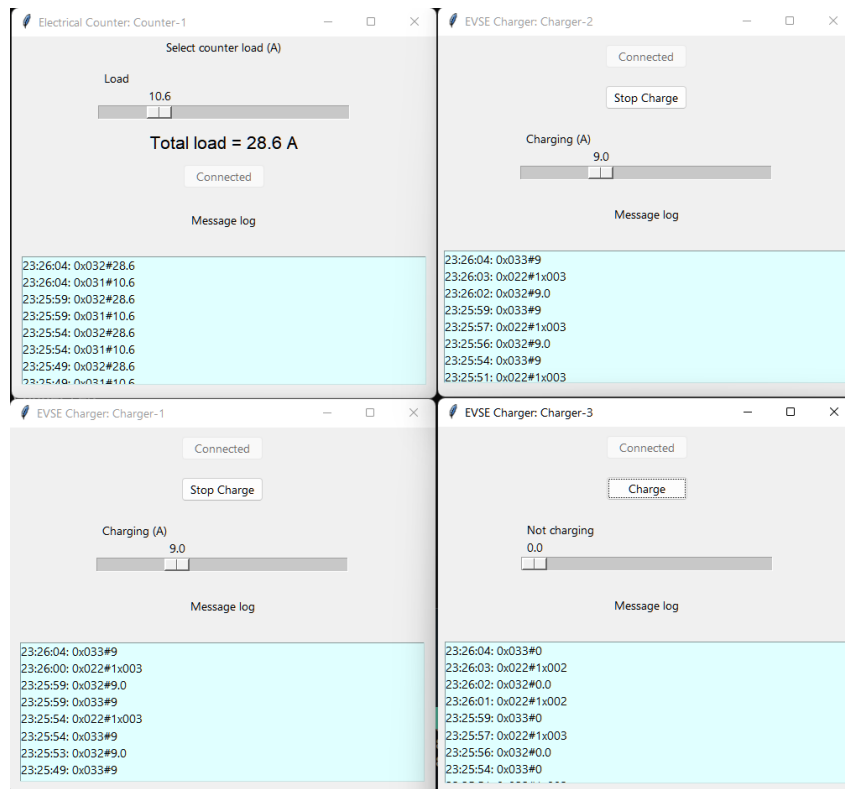 Electrical Counter: Counter-1
Select counter load (A)
Load
10.6
Total load = 28.6 A
Connected
Message log
23:26:04: 0x032#28.6
23:26:04: 0x031#10.6
23:25:59: 0x032#28.6
23:25:59: 0x031#10.6
23:25:54: 0x032#28.6
23:25:54: 0x031#10.6
23:25:49: 0x032#28.6
23:25:49: 0x031#10.6
EVSE Charger: Charger-2
Connected
Stop Charge
Charging (A)
9.0
Message log
23:26:04: 0x033#9
23:26:03: 0x022#1x003
23:26:02: 0x032#9.0
23:25:59: 0x033#9
23:25:57: 0x022#1x003
23:25:56: 0x032#9.0
23:25:54: 0x033#9
23:25:51: 0x022#1x003
EVSE Charger: Charger-1
Connected
Stop Charge
Charging (A)
9.0
Message log
23:26:04: 0x033#9
23:26:00: 0x022#1x003
23:25:59: 0x032#9.0
23:25:59: 0x033#9
23:25:54: 0x022#1x003
23:25:54: 0x033#9
23:25:53: 0x032#9.0
23:25:49: 0x033#9
EVSE Charger: Charger-3
Connected
Charge
Not charging
0.0
Message log
23:26:04: 0x033#0
23:26:03: 0x022#1x002
23:26:02: 0x032#0.0
23:26:01: 0x022#1x002
23:25:59: 0x033#0
23:25:57: 0x022#1x003
23:25:56: 0x032#0.0
23:25:54: 0x033#0